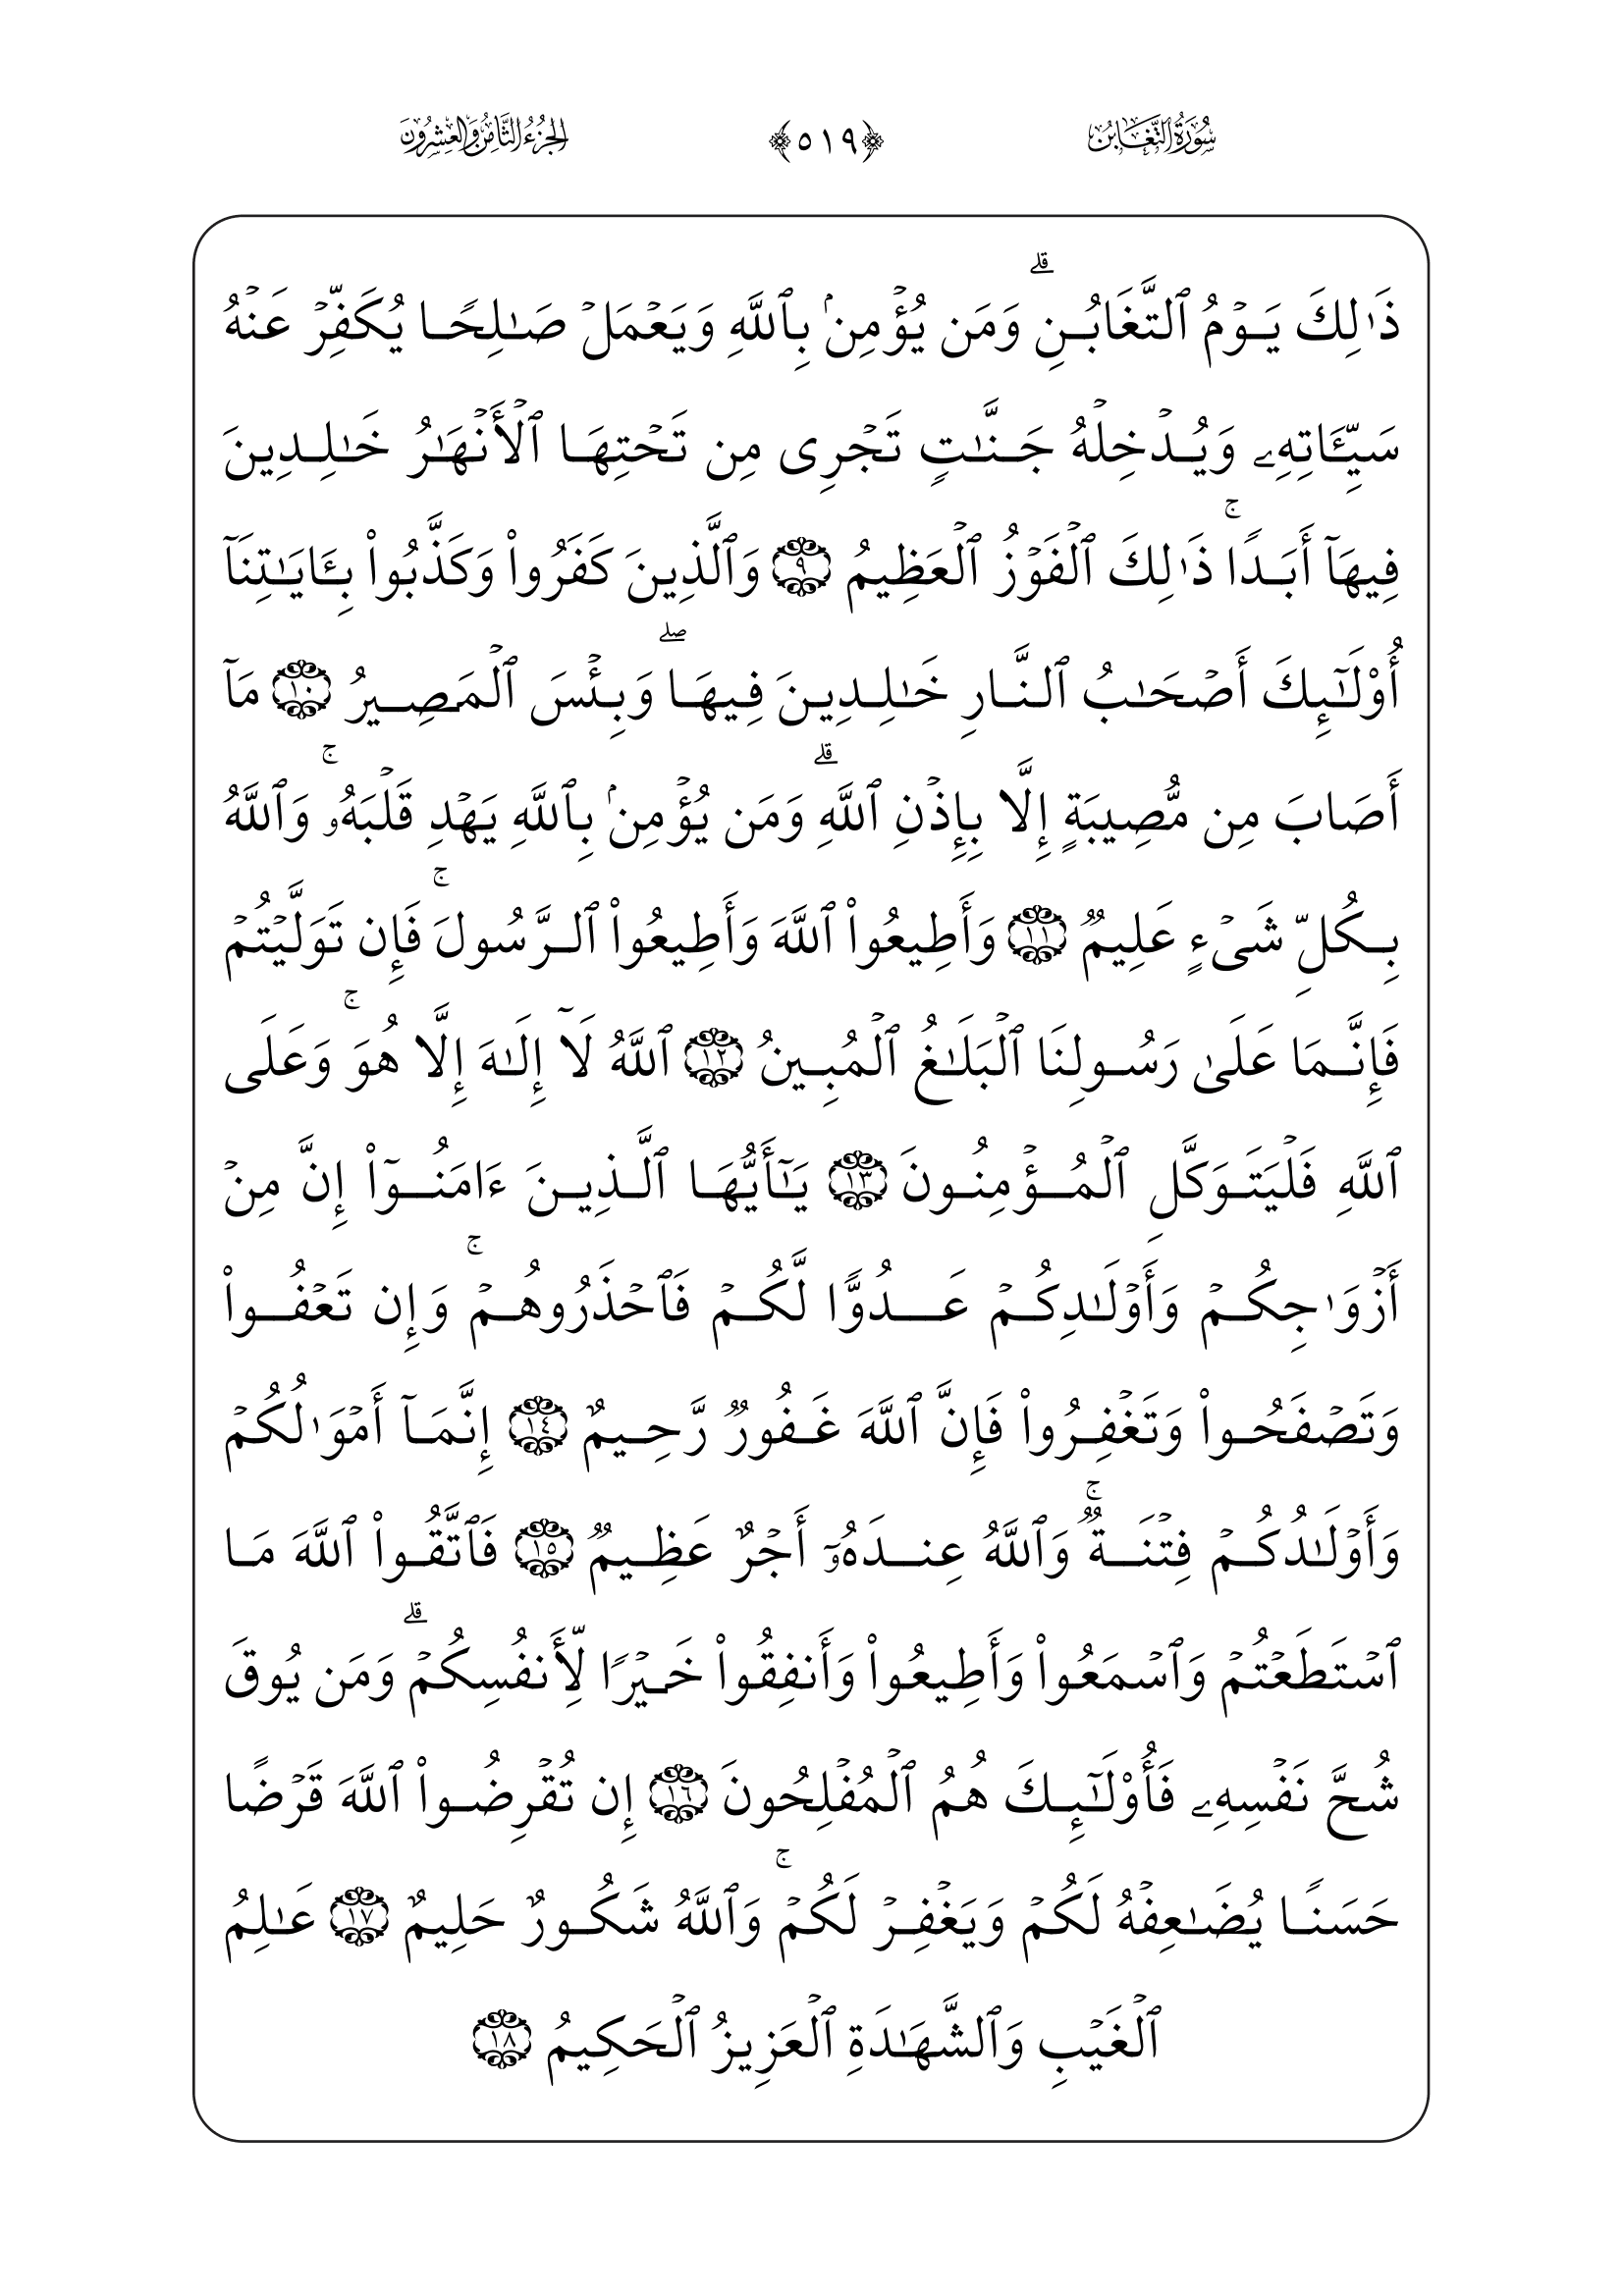 سُورَةُ التَّغَابُن ﴿٥١٩﴾ الجُزْءُ الثَّامِنُ وَالعِشْرُونَ
ذَٰلِكَ يَوۡمُ ٱلتَّغَابُنِۗ وَمَن يُؤۡمِنۢ بِٱللَّهِ وَيَعۡمَلۡ صَٰلِحًا يُكَفِّرۡ عَنۡهُ
سَيِّـَٔاتِهِۦ وَيُدۡخِلۡهُ جَنَّٰتٍ تَجۡرِى مِن تَحۡتِهَا ٱلۡأَنۡهَٰرُ خَٰلِدِينَ
فِيهَآ أَبَدًاۚ ذَٰلِكَ ٱلۡفَوۡزُ ٱلۡعَظِيمُ ٩ وَٱلَّذِينَ كَفَرُواْ وَكَذَّبُواْ بِـَٔايَٰتِنَآ
أُوْلَٰٓئِكَ أَصۡحَٰبُ ٱلنَّارِ خَٰلِدِينَ فِيهَاۖ وَبِئۡسَ ٱلۡمَصِيرُ ١٠ مَآ
أَصَابَ مِن مُّصِيبَةٍ إِلَّا بِإِذۡنِ ٱللَّهِۗ وَمَن يُؤۡمِنۢ بِٱللَّهِ يَهۡدِ قَلۡبَهُۥۚ وَٱللَّهُ
بِكُلِّ شَىۡءٍ عَلِيمٌ ١١ وَأَطِيعُواْ ٱللَّهَ وَأَطِيعُواْ ٱلرَّسُولَۚ فَإِن تَوَلَّيۡتُمۡ
فَإِنَّمَا عَلَىٰ رَسُولِنَا ٱلۡبَلَٰغُ ٱلۡمُبِينُ ١٢ ٱللَّهُ لَآ إِلَٰهَ إِلَّا هُوَۚ وَعَلَى
ٱللَّهِ فَلۡيَتَوَكَّلِ ٱلۡمُؤۡمِنُونَ ١٣ يَٰٓأَيُّهَا ٱلَّذِينَ ءَامَنُوٓاْ إِنَّ مِنۡ
أَزۡوَٰجِكُمۡ وَأَوۡلَٰدِكُمۡ عَدُوًّا لَّكُمۡ فَٱحۡذَرُوهُمۡۚ وَإِن تَعۡفُواْ
وَتَصۡفَحُواْ وَتَغۡفِرُواْ فَإِنَّ ٱللَّهَ غَفُورٌ رَّحِيمٌ ١٤ إِنَّمَآ أَمۡوَٰلُكُمۡ
وَأَوۡلَٰدُكُمۡ فِتۡنَةٌۚ وَٱللَّهُ عِندَهُۥٓ أَجۡرٌ عَظِيمٌ ١٥ فَٱتَّقُواْ ٱللَّهَ مَا
ٱسۡتَطَعۡتُمۡ وَٱسۡمَعُواْ وَأَطِيعُواْ وَأَنفِقُواْ خَيۡرًا لِّأَنفُسِكُمۡۗ وَمَن يُوقَ
شُحَّ نَفۡسِهِۦ فَأُوْلَٰٓئِكَ هُمُ ٱلۡمُفۡلِحُونَ ١٦ إِن تُقۡرِضُواْ ٱللَّهَ قَرۡضًا
حَسَنًا يُضَٰعِفۡهُ لَكُمۡ وَيَغۡفِرۡ لَكُمۡۚ وَٱللَّهُ شَكُورٌ حَلِيمٌ ١٧ عَٰلِمُ
ٱلۡغَيۡبِ وَٱلشَّهَٰدَةِ ٱلۡعَزِيزُ ٱلۡحَكِيمُ ١٨